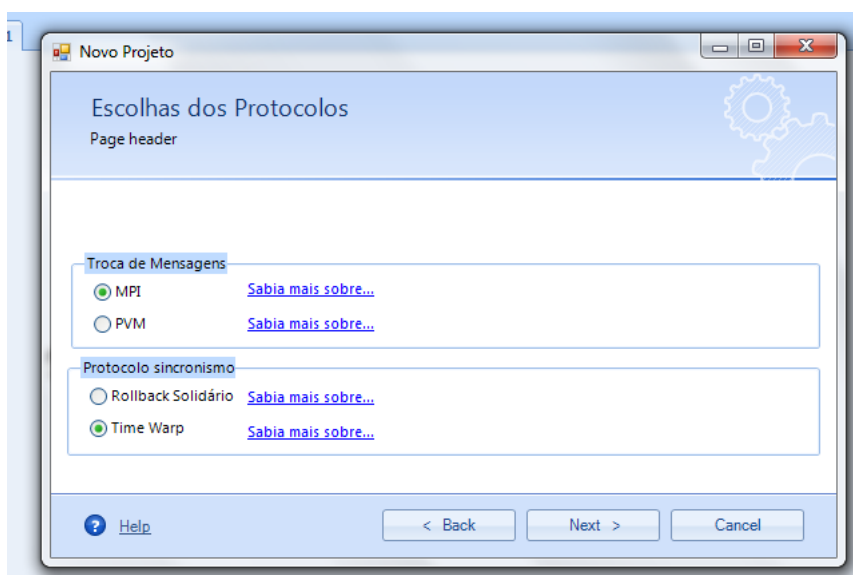 1
Novo Projeto
Escolhas dos Protocolos
Page header
Troca de Mensagens
MPI Sabia mais sobre...
PVM Sabia mais sobre...
Protocolo sincronismo
Rollback Solidário Sabia mais sobre...
Time Warp Sabia mais sobre...
? Help < Back Next > Cancel